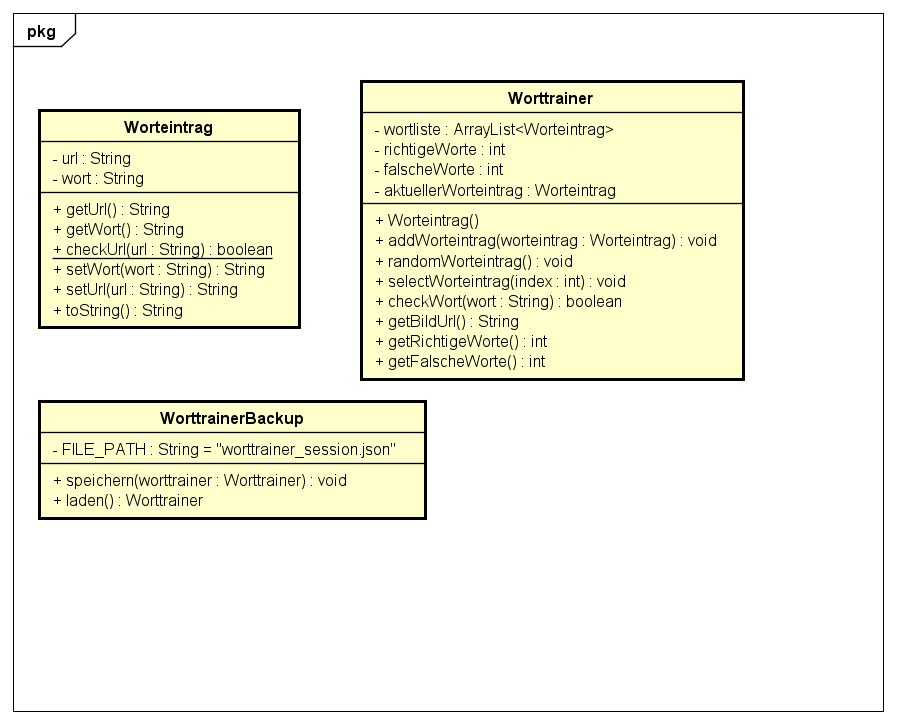 pkg
Worteintrag
- url : String
- wort : String
+ getUrl() : String
+ getWort() : String
+ checkUrl(url : String) : boolean
+ setWort(wort : String) : String
+ setUrl(url : String) : String
+ toString() : String
Worttrainer
- wortliste : ArrayList<Worteintrag>
- richtigeWorte : int
- falscheWorte : int
- aktuellerWorteintrag : Worteintrag
+ Worteintrag()
+ addWorteintrag(worteintrag : Worteintrag) : void
+ randomWorteintrag() : void
+ selectWorteintrag(index : int) : void
+ checkWort(wort : String) : boolean
+ getBildUrl() : String
+ getRichtigeWorte() : int
+ getFalscheWorte() : int
WorttrainerBackup
- FILE_PATH : String = "worttrainer_session.json"
+ speichern(worttrainer : Worttrainer) : void
+ laden() : Worttrainer